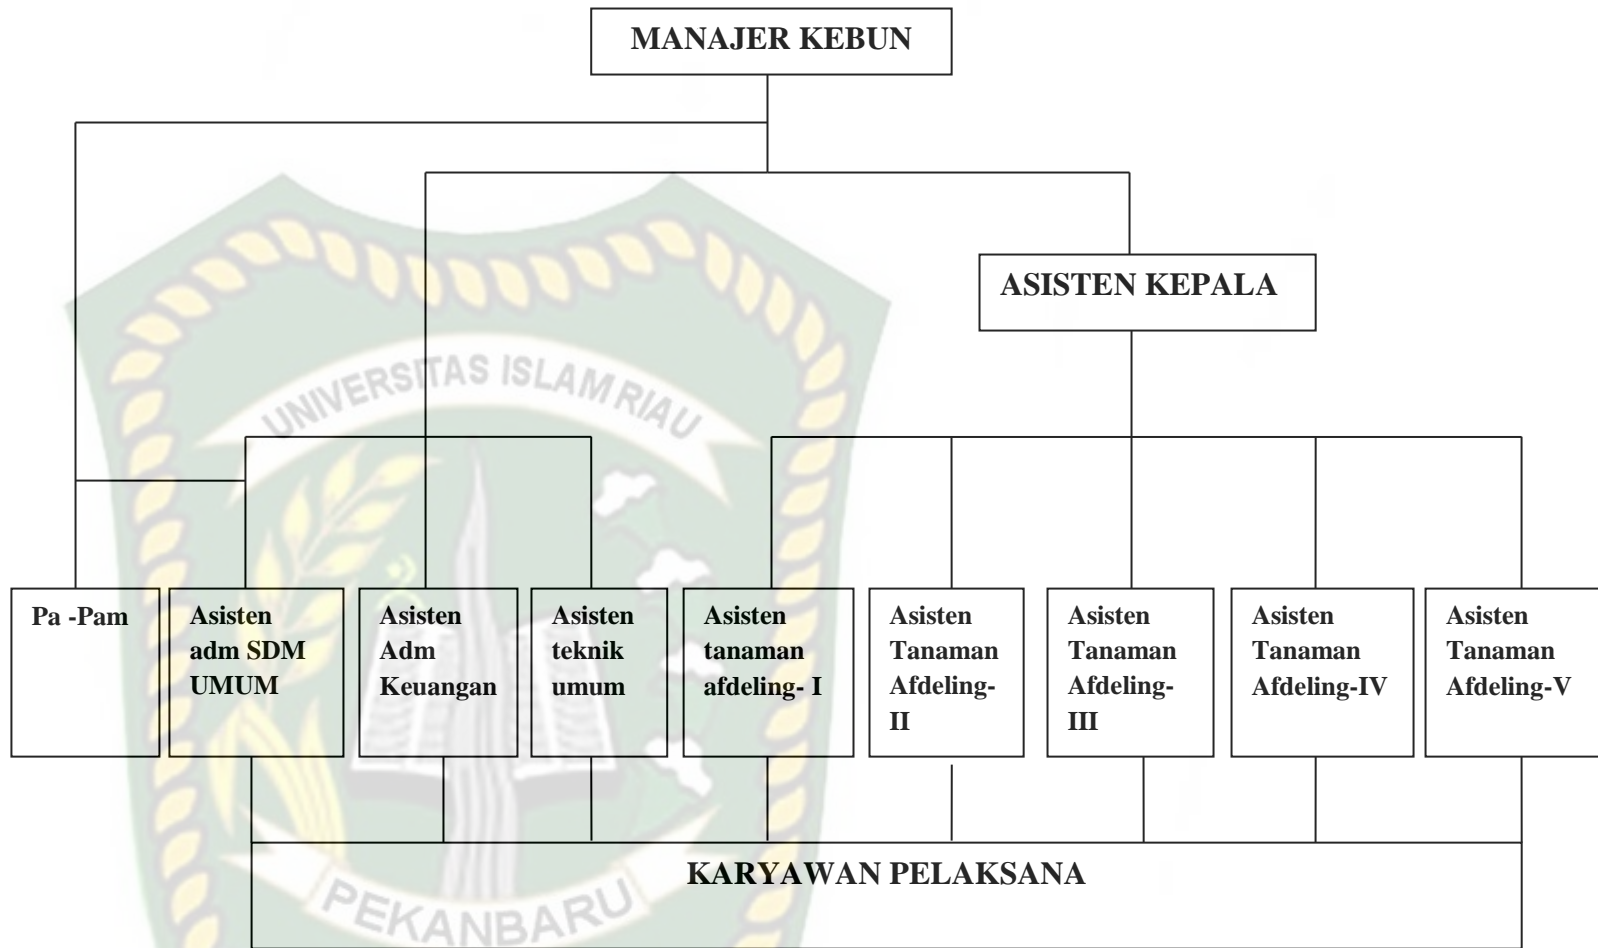 MANAJER KEBUN
ASISTEN KEPALA
UNIVERSITAS ISLAM RIAU
Pa -Pam
Asisten
adm SDM
UMUM
Asisten
Adm
Keuangan
Asisten
teknik
umum
Asisten
tanaman
afdeling- I
Asisten
Tanaman
Afdeling-
II
Asisten
Tanaman
Afdeling-
III
Asisten
Tanaman
Afdeling-IV
Asisten
Tanaman
Afdeling-V
KARYAWAN PELAKSANA
PEKANBARU